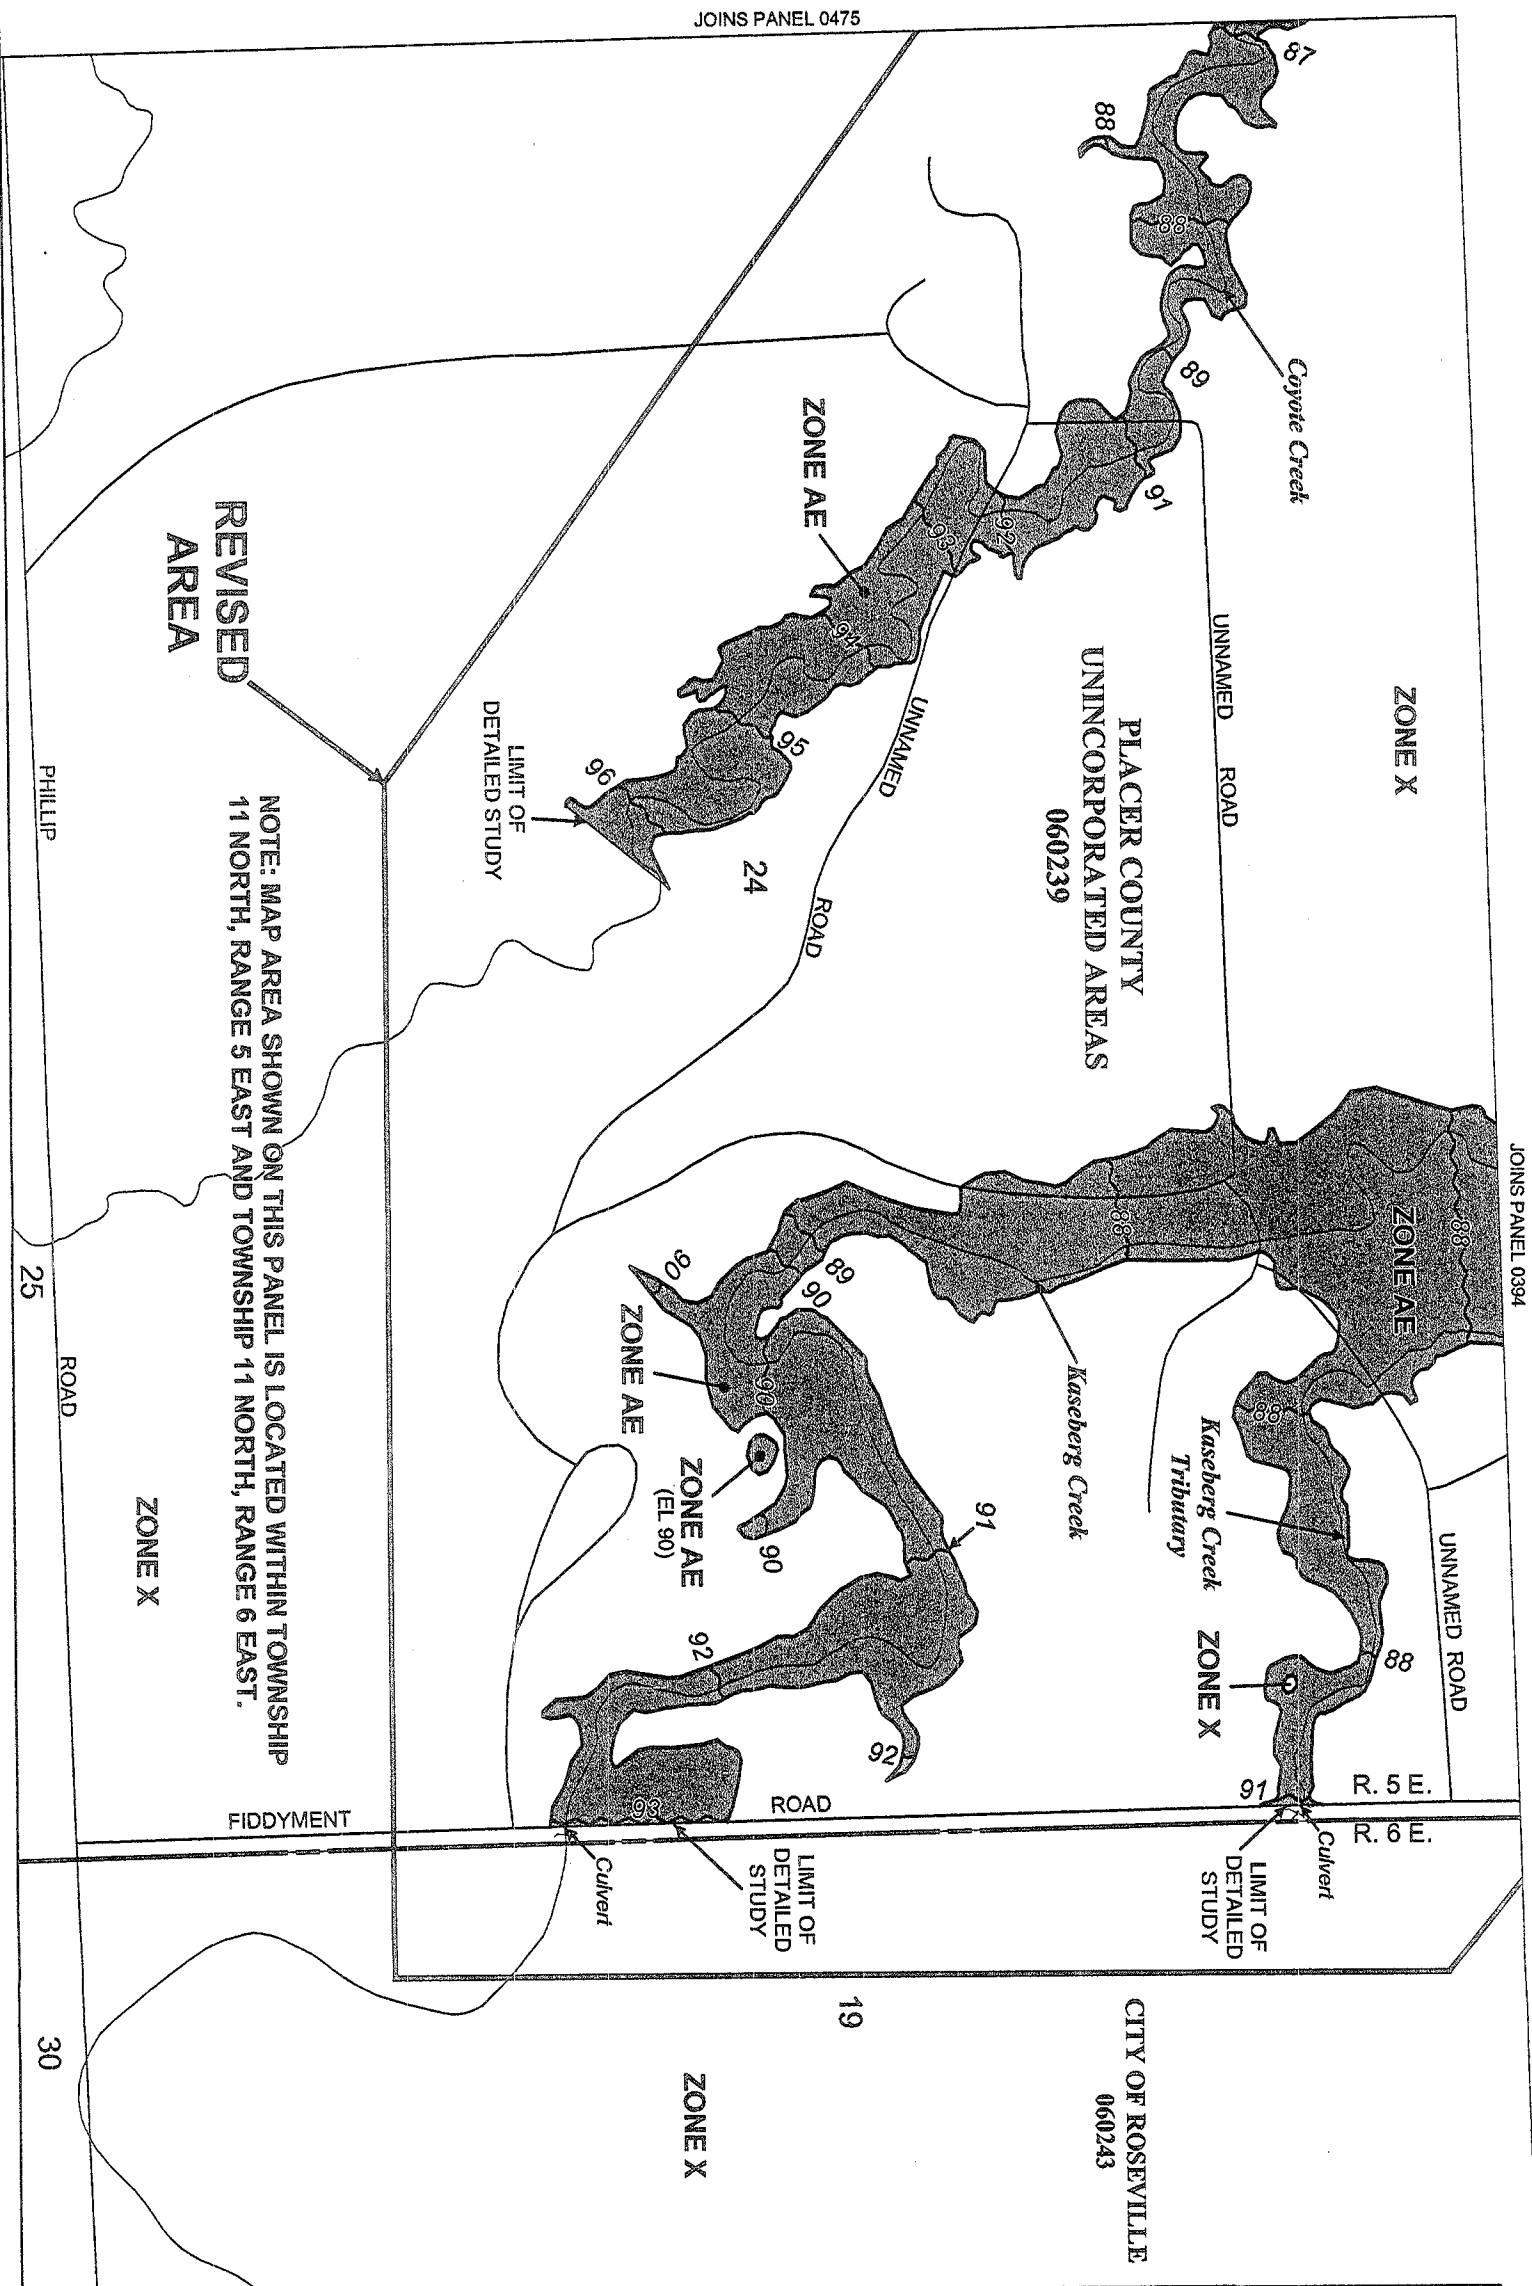 JOINS PANEL 0475
JOINS PANEL 0394
87
88
88
Coyote Creek
89
91
92
93
ZONE AE
94
95
96
LIMIT OF
DETAILED STUDY
ZONE X
UNNAMED ROAD
PLACER COUNTY
UNINCORPORATED AREAS
060239
UNNAMED
ROAD
24
REVISED
AREA
NOTE: MAP AREA SHOWN ON THIS PANEL IS LOCATED WITHIN TOWNSHIP
11 NORTH, RANGE 5 EAST AND TOWNSHIP 11 NORTH, RANGE 6 EAST.
PHILLIP
ROAD
25
ZONE X
88
ZONE AE
88
88
Kaseberg Creek
Tributary
UNNAMED ROAD
88
ZONE X
91
R. 5 E.
R. 6 E.
Culvert
LIMIT OF
DETAILED
STUDY
Kaseberg Creek
89
90
90
90
ZONE AE
ZONE AE
(EL 90)
90
91
92
92
93
FIDDYMENT
ROAD
Culvert
LIMIT OF
DETAILED
STUDY
19
CITY OF ROSEVILLE
060243
ZONE X
30